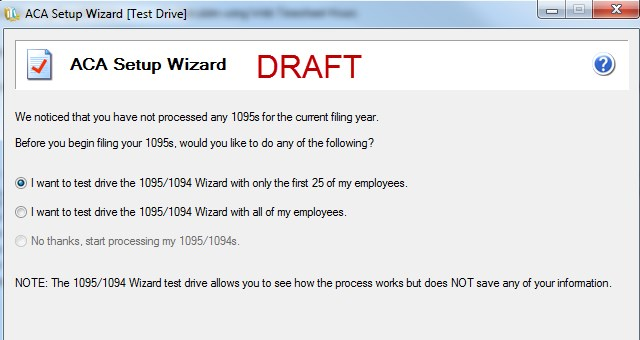 ACA Setup Wizard [Test Drive]
ACA Setup Wizard DRAFT
We noticed that you have not processed any 1095s for the current filing year.
Before you begin filing your 1095s, would you like to do any of the following?
I want to test drive the 1095/1094 Wizard with only the first 25 of my employees.
I want to test drive the 1095/1094 Wizard with all of my employees.
No thanks, start processing my 1095/1094s.
NOTE: The 1095/1094 Wizard test drive allows you to see how the process works but does NOT save any of your information.